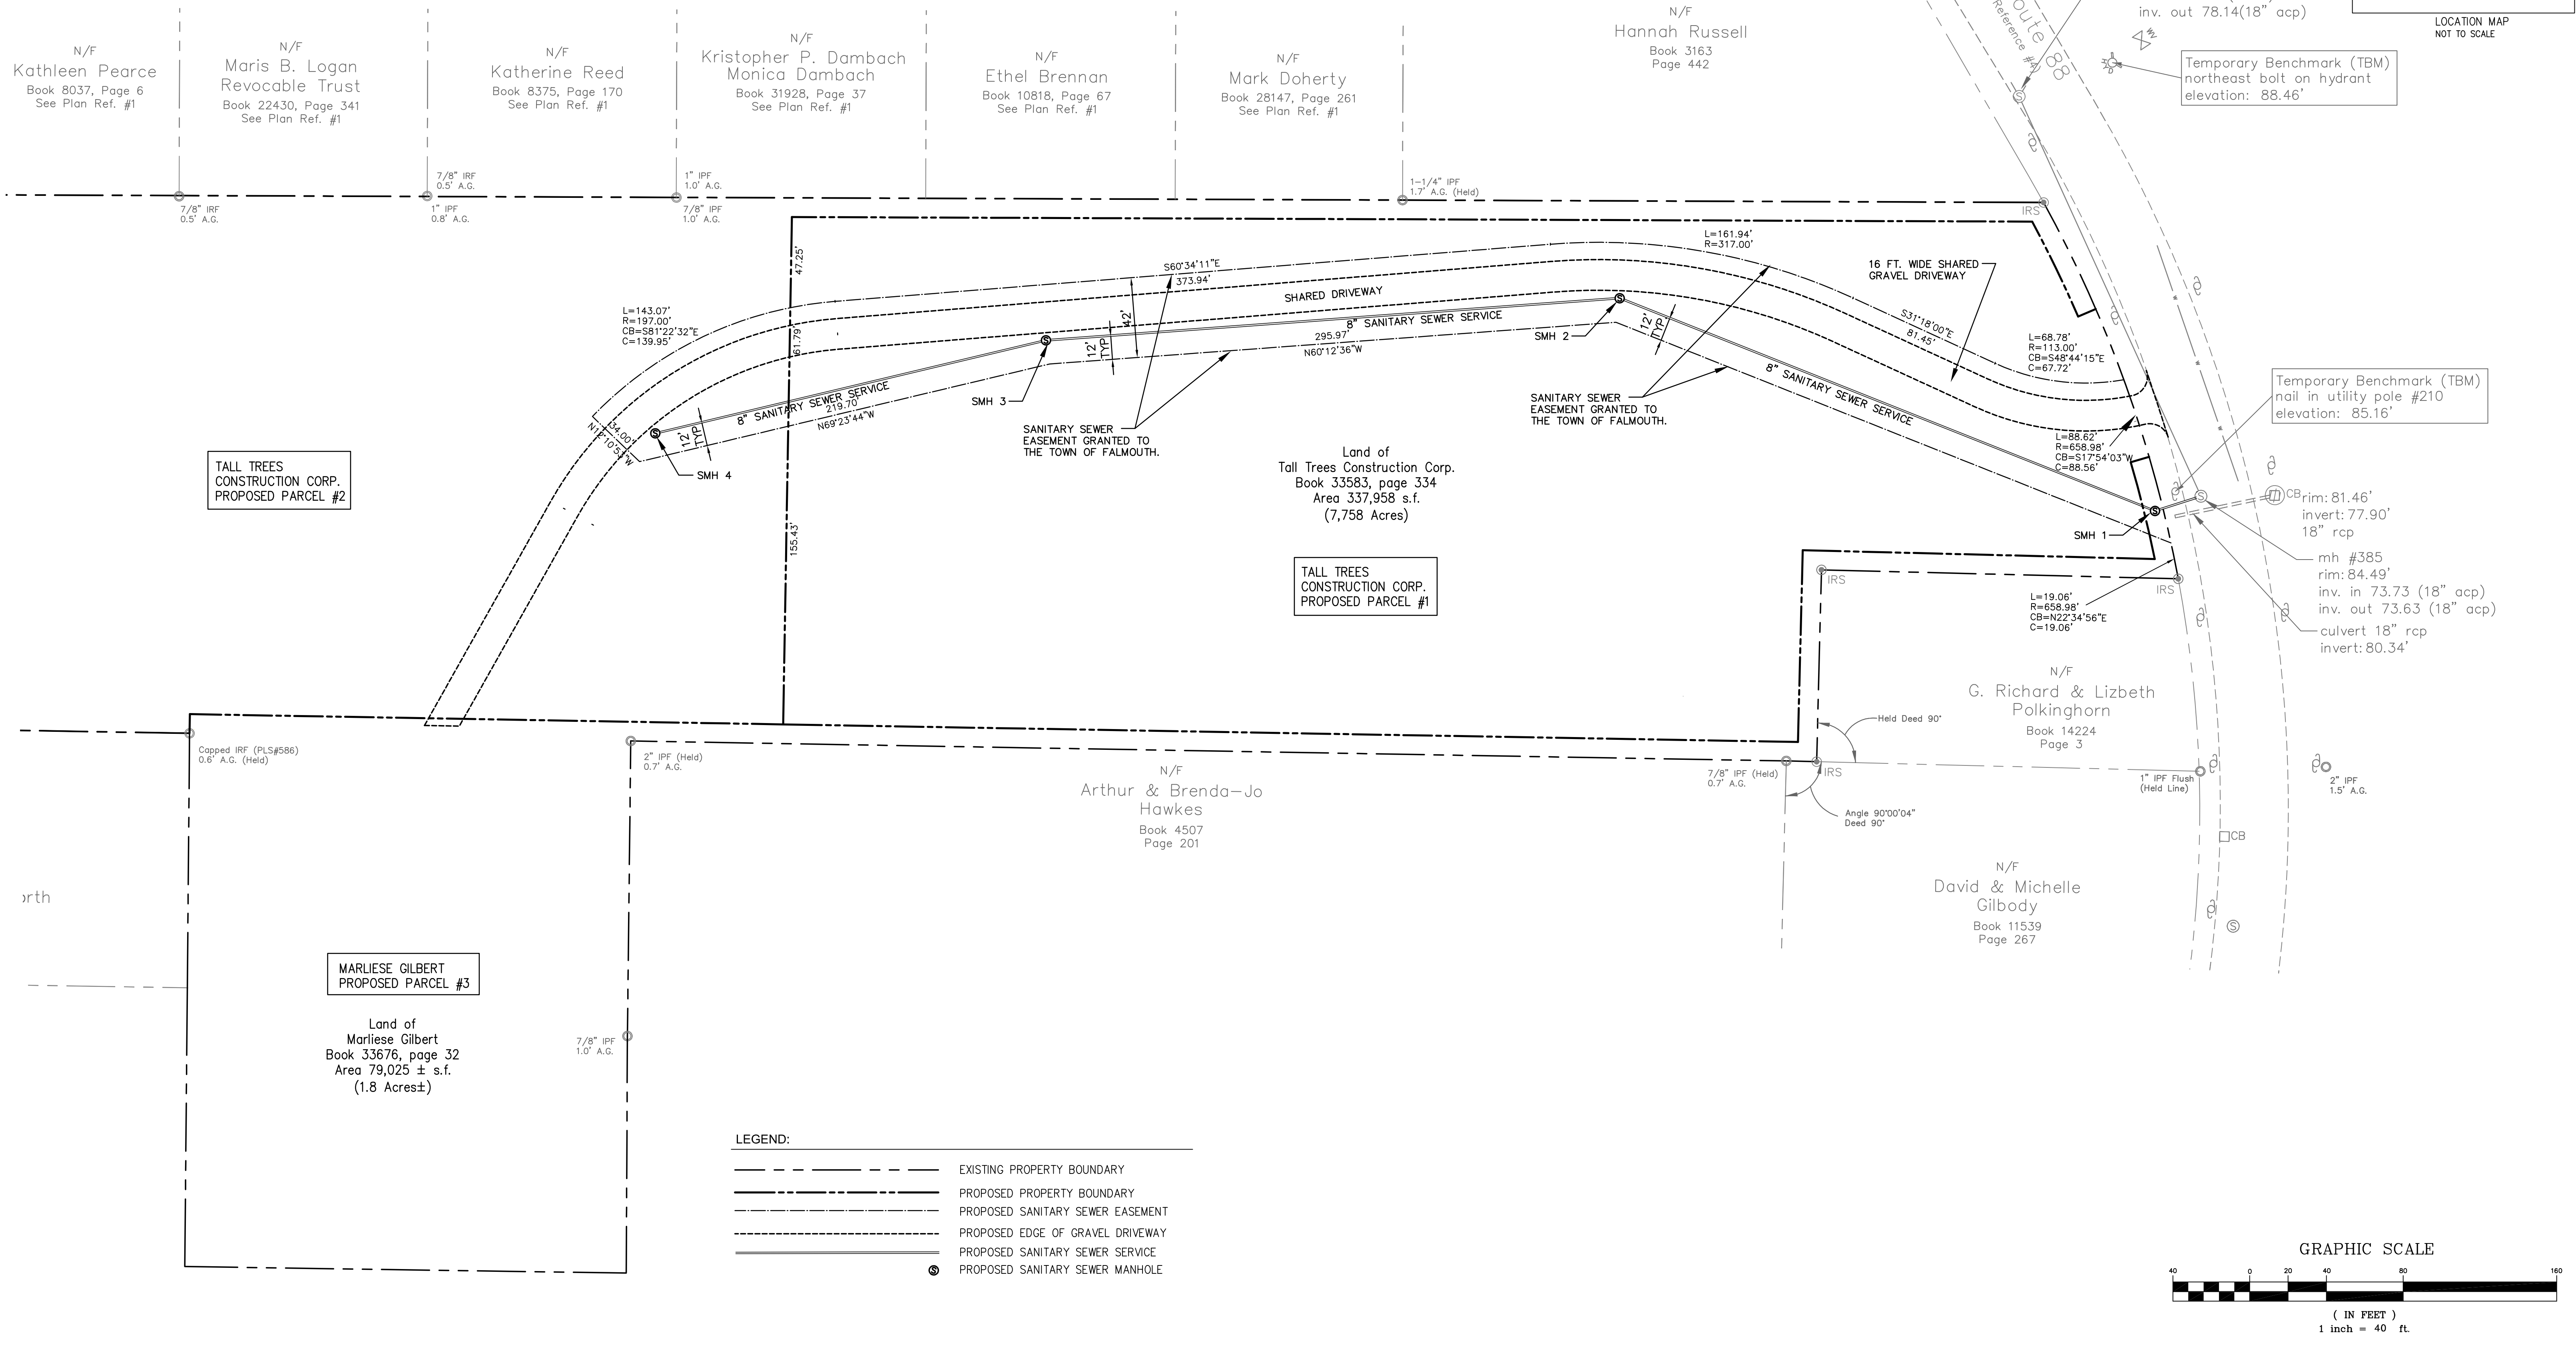 N/F
Kathleen Pearce
Book 8037, Page 6
See Plan Ref. #1
N/F
Maris B. Logan
Revocable Trust
Book 22430, Page 341
See Plan Ref. #1
N/F
Katherine Reed
Book 8375, Page 170
See Plan Ref. #1
N/F
Kristopher P. Dambach
Monica Dambach
Book 31928, Page 37
See Plan Ref. #1
N/F
Ethel Brennan
Book 10818, Page 67
See Plan Ref. #1
N/F
Mark Doherty
Book 28147, Page 261
See Plan Ref. #1
N/F
Hannah Russell
Book 3163
Page 442
oute 88
Reference #4)
inv. out 78.14(18" acp)
LOCATION MAP
NOT TO SCALE
Temporary Benchmark (TBM)
northeast bolt on hydrant
elevation: 88.46'
7/8" IRF
0.5' A.G.
7/8" IRF
0.5' A.G.
1" IPF
0.8' A.G.
1" IPF
1.0' A.G.
7/8" IPF
1.0' A.G.
1-1/4" IPF
1.7' A.G. (Held)
IRS
47.25'
61.79'
155.43'
L=143.07'
R=197.00'
CB=S81°22'32"E
C=139.95'
S60°34'11"E
373.94'
42'
SHARED DRIVEWAY
8" SANITARY SEWER SERVICE
295.97'
N60°12'36"W
12'
TYP
SMH 3
SMH 2
L=161.94'
R=317.00'
16 FT. WIDE SHARED
GRAVEL DRIVEWAY
S31°18'00"E
81.45'
12'
TYP.
8" SANITARY SEWER SERVICE
L=68.78'
R=113.00'
CB=S48°44'15"E
C=67.72'
8" SANITARY SEWER SERVICE
219.70'
N69°23'44"W
12'
TYP
34.00'
SMH 4
SANITARY SEWER
EASEMENT GRANTED TO
THE TOWN OF FALMOUTH.
SANITARY SEWER
EASEMENT GRANTED TO
THE TOWN OF FALMOUTH.
L=88.62'
R=658.98'
CB=S17°54'03"W
C=88.56'
Temporary Benchmark (TBM)
nail in utility pole #210
elevation: 85.16'
TALL TREES
CONSTRUCTION CORP.
PROPOSED PARCEL #2
Land of
Tall Trees Construction Corp.
Book 33583, page 334
Area 337,958 s.f.
(7,758 Acres)
TALL TREES
CONSTRUCTION CORP.
PROPOSED PARCEL #1
SMH 1
CB
rim: 81.46'
invert: 77.90'
18" rcp
mh #385
rim: 84.49'
inv. in 73.73 (18" acp)
inv. out 73.63 (18" acp)
culvert 18" rcp
invert: 80.34'
IRS
IRS
L=19.06'
R=658.98'
CB=N22°34'56"E
C=19.06'
N/F
G. Richard & Lizbeth
Polkinghorn
Book 14224
Page 3
Held Deed 90°
Capped IRF (PLS#586)
0.6' A.G. (Held)
2" IPF (Held)
0.7' A.G.
N/F
Arthur & Brenda-Jo
Hawkes
Book 4507
Page 201
7/8" IPF (Held)
0.7' A.G.
IRS
Angle 90°00'04"
Deed 90°
1" IPF Flush
(Held Line)
2" IPF
1.5' A.G.
CB
N/F
David & Michelle
Gilbody
Book 11539
Page 267
orth
MARLIESE GILBERT
PROPOSED PARCEL #3
Land of
Marliese Gilbert
Book 33676, page 32
Area 79,025 ± s.f.
(1.8 Acres±)
7/8" IPF
1.0' A.G.
LEGEND:
EXISTING PROPERTY BOUNDARY
PROPOSED PROPERTY BOUNDARY
PROPOSED SANITARY SEWER EASEMENT
PROPOSED EDGE OF GRAVEL DRIVEWAY
PROPOSED SANITARY SEWER SERVICE
S PROPOSED SANITARY SEWER MANHOLE
GRAPHIC SCALE
40 0 20 40 80 160
( IN FEET )
1 inch = 40 ft.